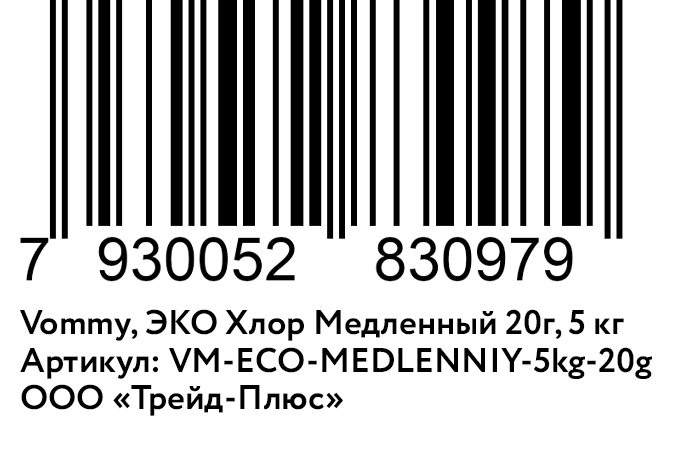 7 930052 830979
Vommy, ЭКО Хлор Медленный 20г, 5 кг
Артикул: VM-ECO-MEDLENNIY-5kg-20g
ООО «Трейд-Плюс»